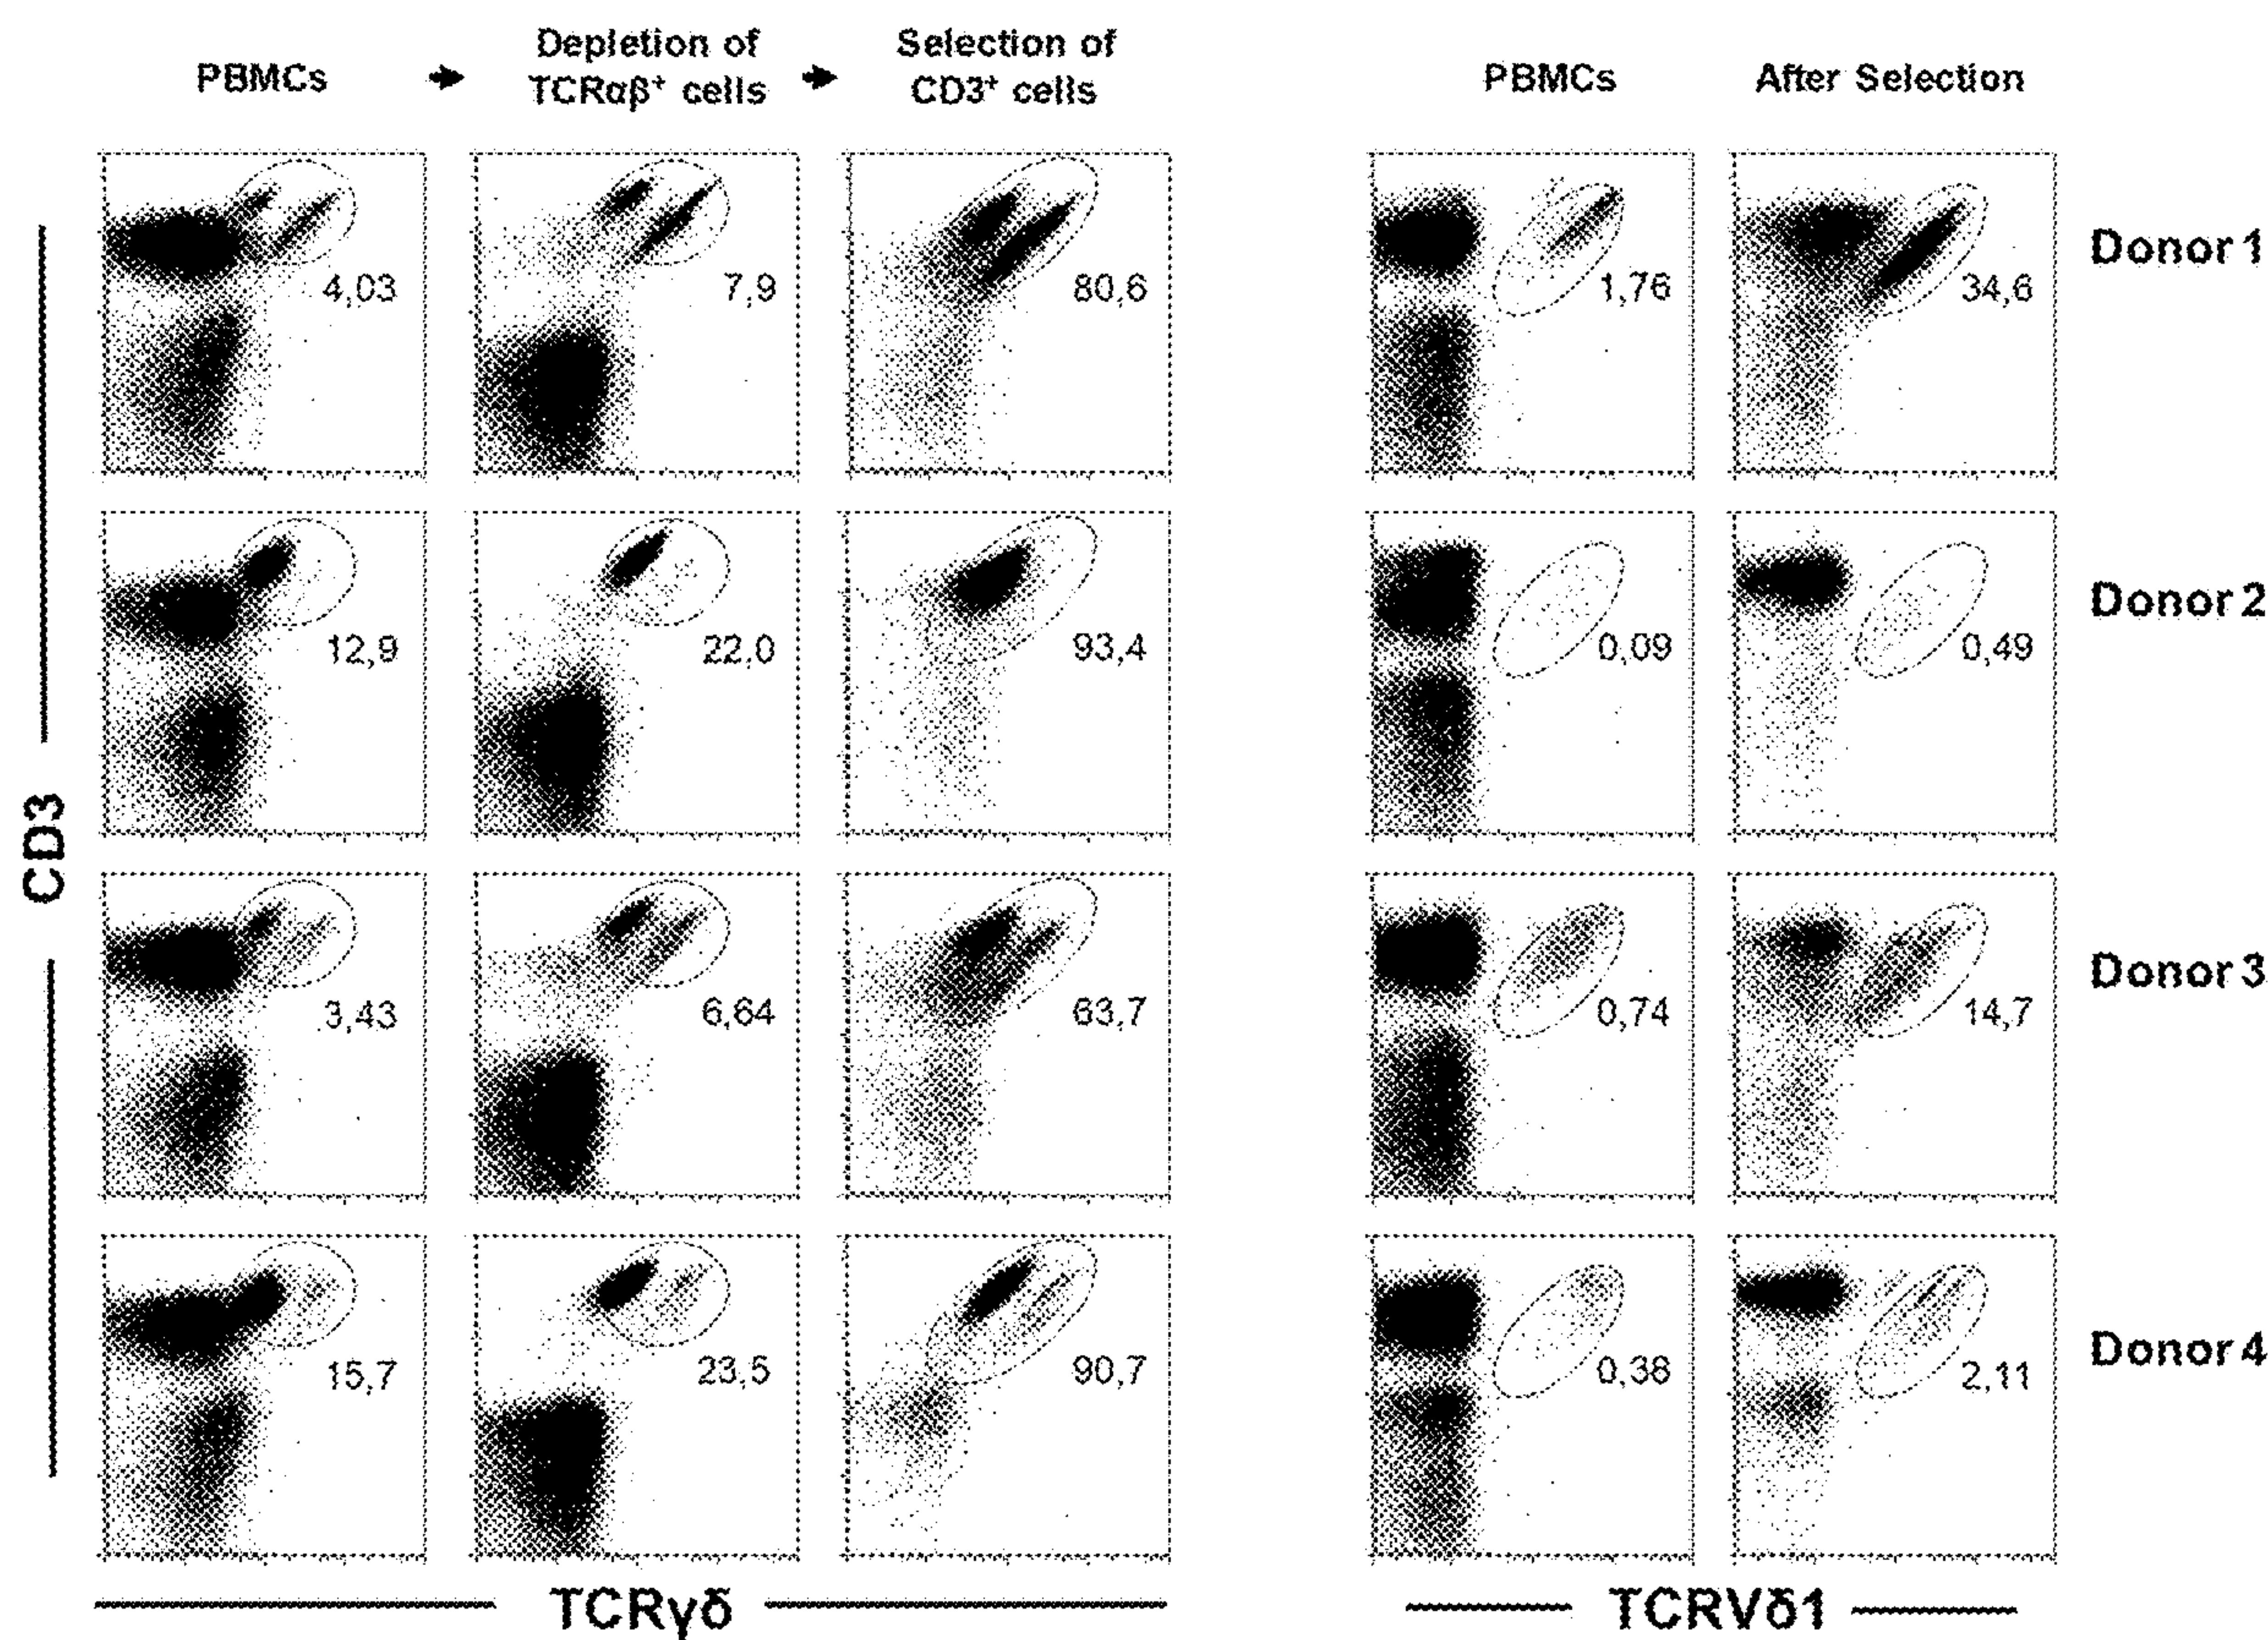 PBMCs
Depletion of
TCRαβ⁺ cells
Selection of
CD3⁺ cells
PBMCs
After Selection
4,03
7,9
80,6
1,76
34,6
Donor 1
12,9
22,0
93,4
0,09
0,49
Donor 2
3,43
6,64
63,7
0,74
14,7
Donor 3
15,7
23,5
90,7
0,38
2,11
Donor 4
CD3
TCRγδ
TCRVδ1